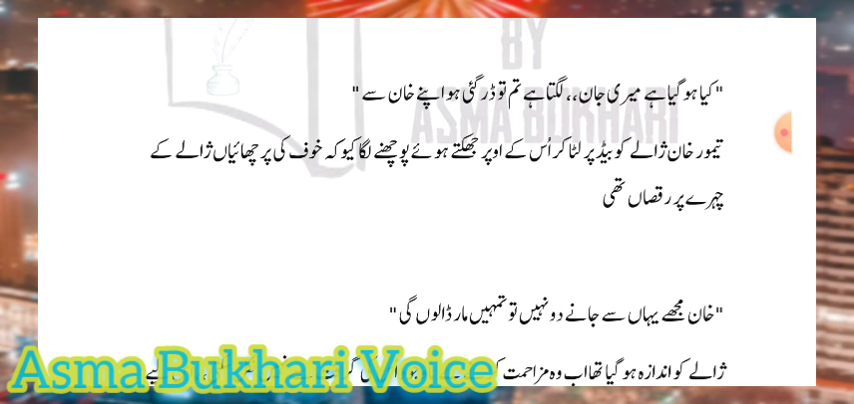 BY
ASMA BUKHARI
"کیا ہو گیا ہے میری جان،، لگتا ہے تم تو ڈر گئی ہو اپنے خان سے"
تیمور خان ژالے کو بیڈ پر لٹا کر اُس کے اوپر جھکتے ہوئے پوچھنے لگا کیوکہ خوف کی پرچھائیاں ژالے کے
چہرے پر رقصاں تھی
"خان مجھے یہاں سے جانے دو نہیں تو تمہیں مار ڈالوں گی"
ژالے کو اندازہ ہو گیا تھا اب وہ مزاحمت
Asma Bukhari Voice